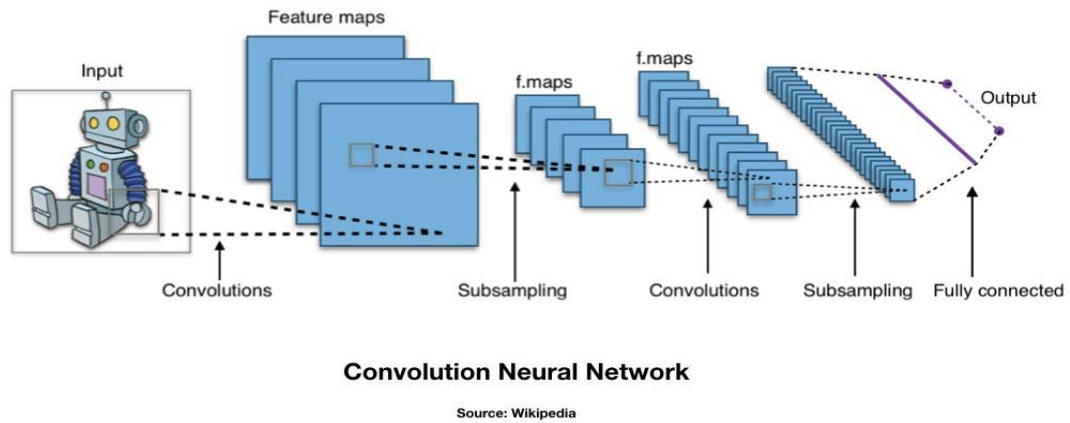 Feature maps
Input
f.maps
f.maps
Output
Convolutions
Subsampling
Convolutions
Subsampling
Fully connected
Convolution Neural Network
Source: Wikipedia